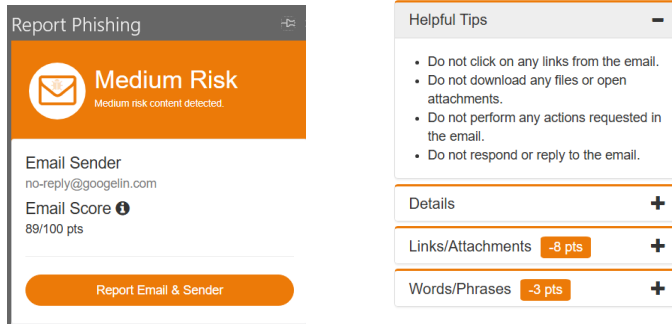 Report Phishing
Medium Risk
Medium risk content detected.
Email Sender
no-reply@googelin.com
Email Score
89/100 pts
Report Email & Sender
Helpful Tips
• Do not click on any links from the email.
• Do not download any files or open
attachments.
• Do not perform any actions requested in
the email.
• Do not respond or reply to the email.
Details
Links/Attachments -8 pts
Words/Phrases -3 pts